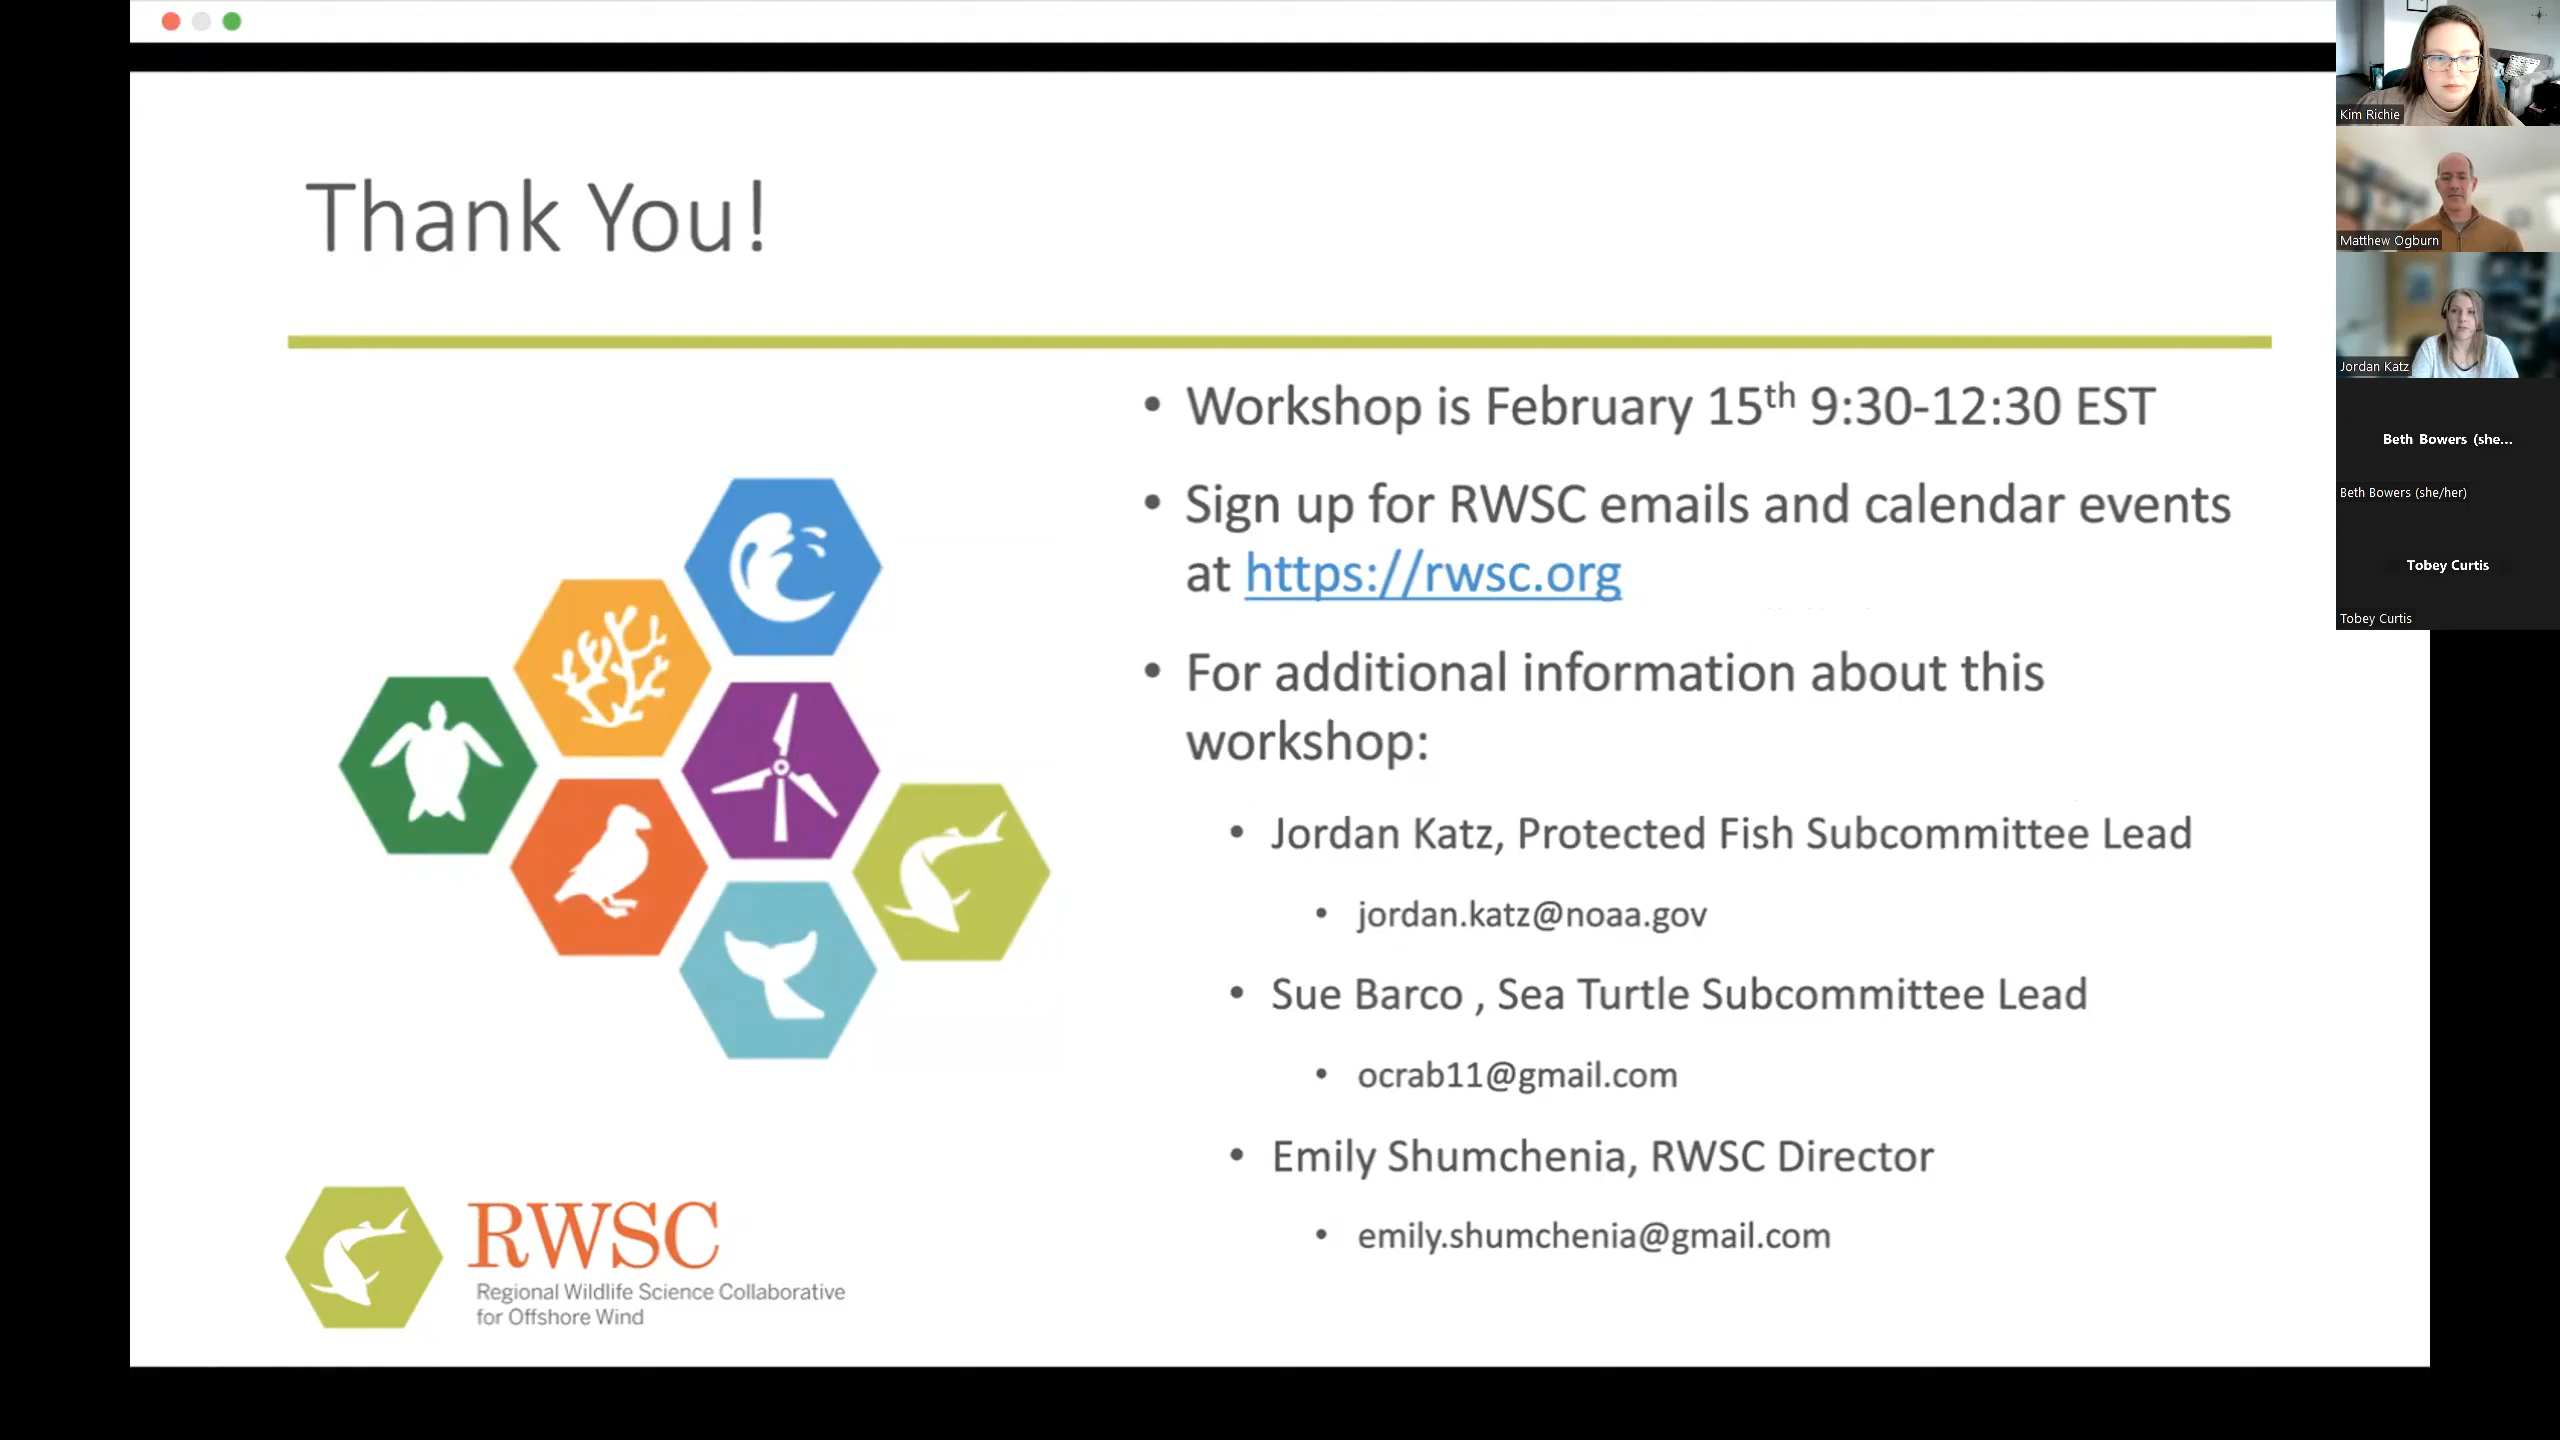 Thank You!
• Workshop is February 15th 9:30-12:30 EST
• Sign up for RWSC emails and calendar events
at https://rwsc.org
• For additional information about this
workshop:
• Jordan Katz, Protected Fish Subcommittee Lead
• jordan.katz@noaa.gov
• Sue Barco , Sea Turtle Subcommittee Lead
• ocrab11@gmail.com
• Emily Shumchenia, RWSC Director
• emily.shumchenia@gmail.com
RWSC
Regional Wildlife Science Collaborative
for Offshore Wind
Kim Richie
Matthew Ogburn
Jordan Katz
Beth Bowers (she...
Beth Bowers (she/her)
Tobey Curtis
Tobey Curtis